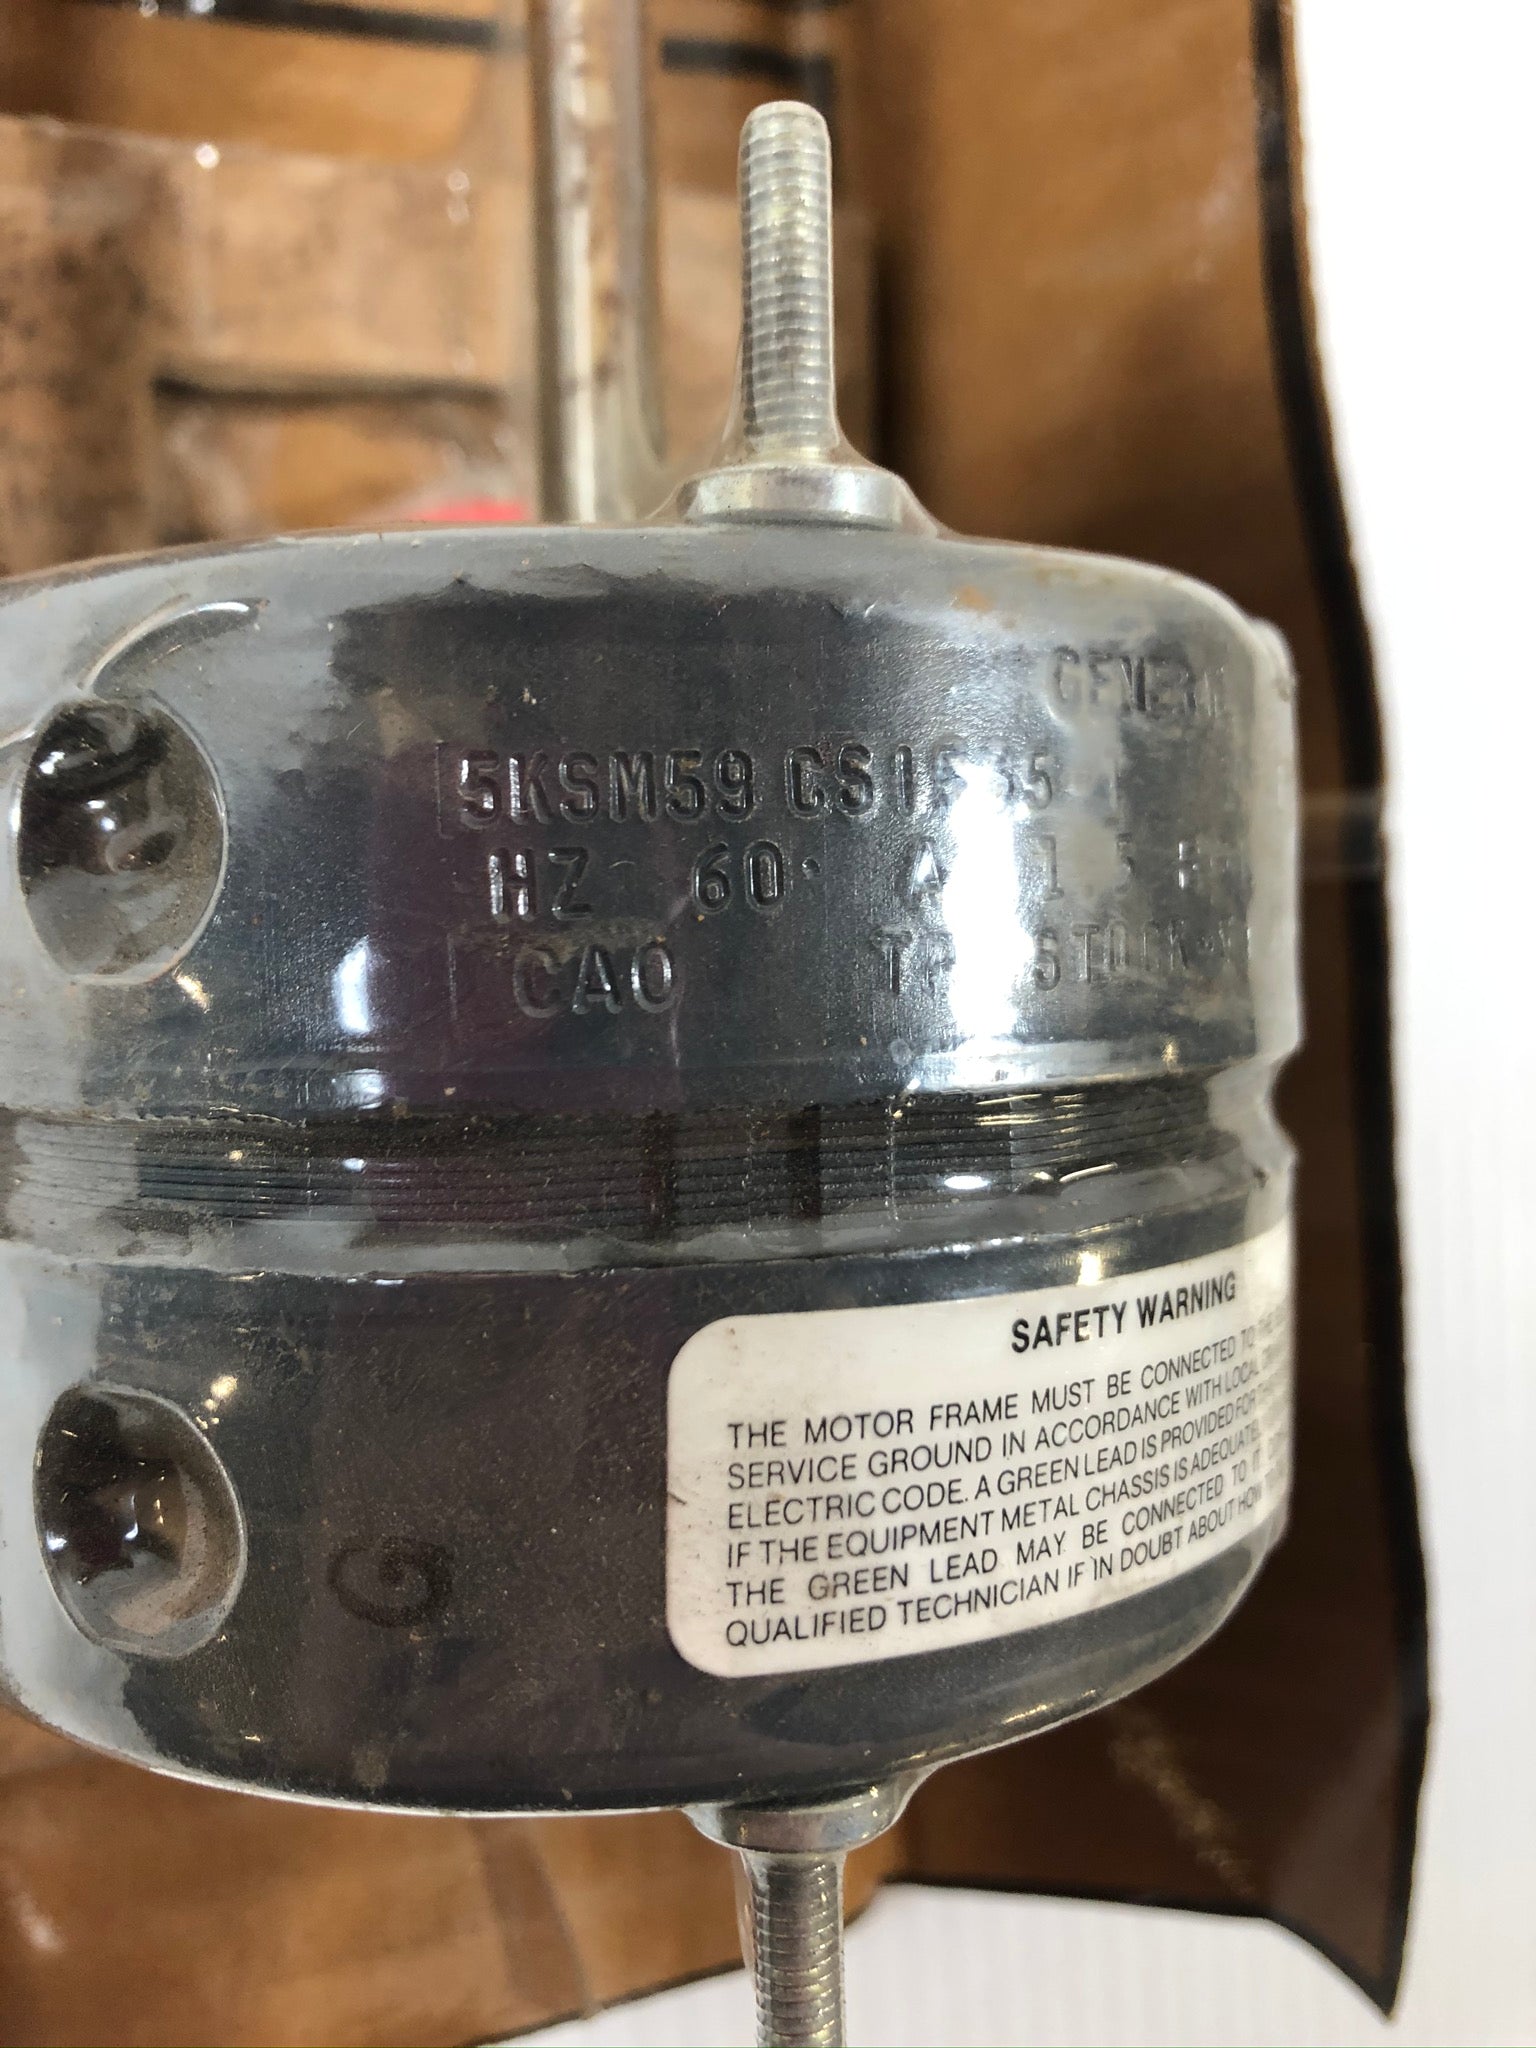 5KSM59
HZ 60 A
CAO STOCK
SAFETY WARNING
THE MOTOR FRAME MUST BE CONNECTED TO THE
SERVICE GROUND IN ACCORDANCE WITH LOCAL
ELECTRIC CODE. A GREEN LEAD IS PROVIDED FOR
IF THE EQUIPMENT METAL CHASSIS IS ADEQUATE
THE GREEN LEAD MAY BE CONNECTED TO IT
QUALIFIED TECHNICIAN IF IN DOUBT ABOUT HOW